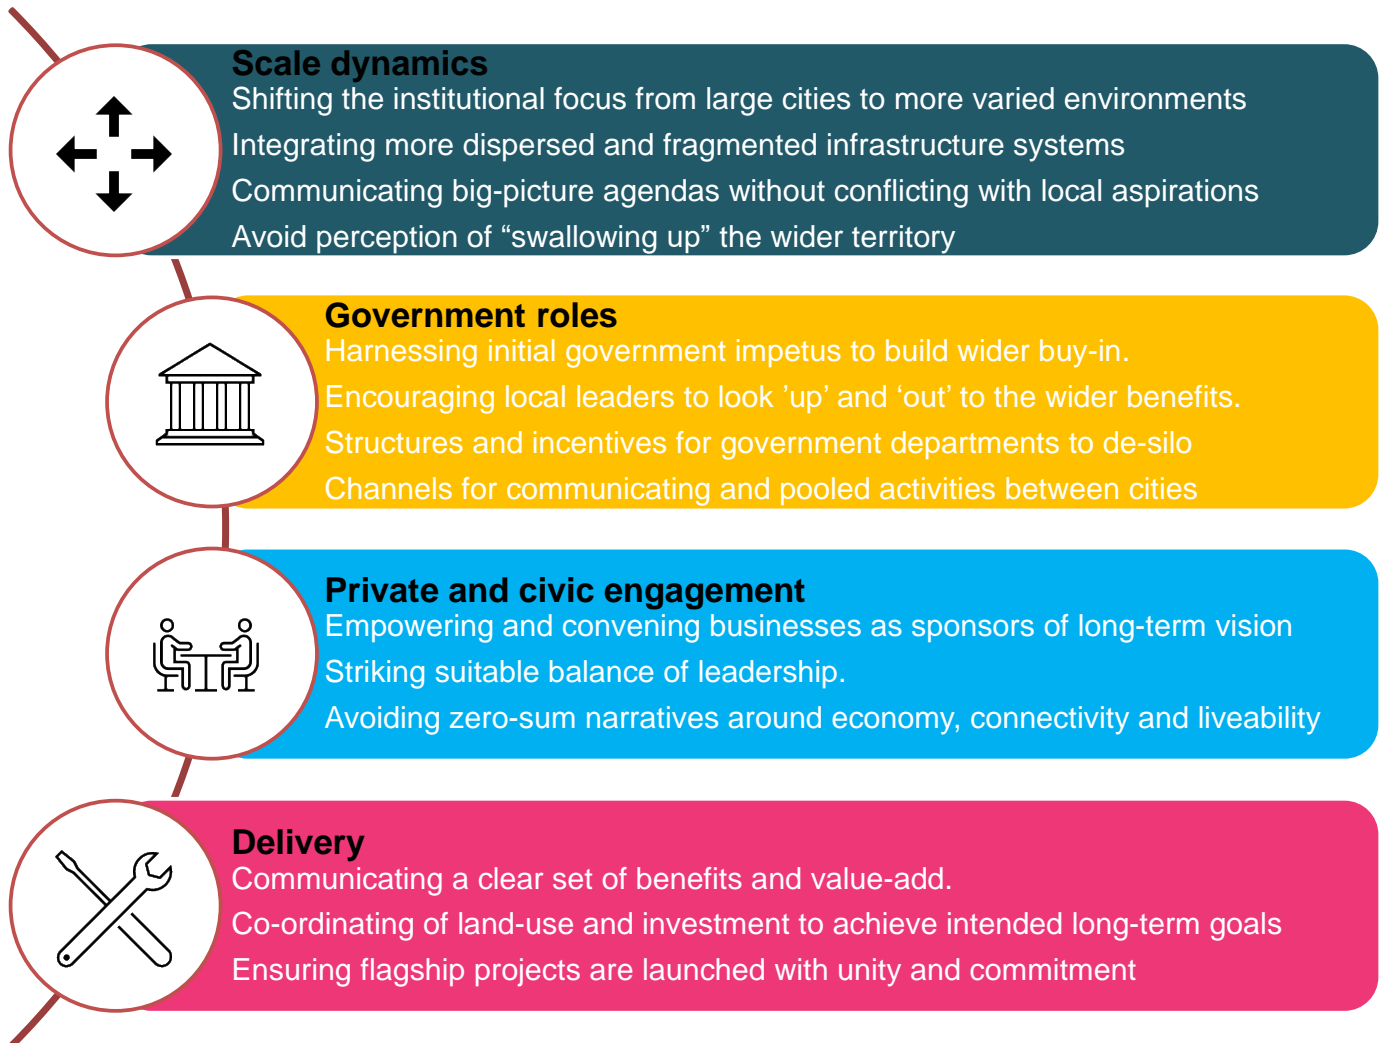 Scale dynamics
Shifting the institutional focus from large cities to more varied environments
Integrating more dispersed and fragmented infrastructure systems
Communicating big-picture agendas without conflicting with local aspirations
Avoid perception of “swallowing up” the wider territory
Government roles
Harnessing initial government impetus to build wider buy-in.
Encouraging local leaders to look ’up’ and ‘out’ to the wider benefits.
Structures and incentives for government departments to de-silo
Channels for communicating and pooled activities between cities
Private and civic engagement
Empowering and convening businesses as sponsors of long-term vision
Striking suitable balance of leadership.
Avoiding zero-sum narratives around economy, connectivity and liveability
Delivery
Communicating a clear set of benefits and value-add.
Co-ordinating of land-use and investment to achieve intended long-term goals
Ensuring flagship projects are launched with unity and commitment